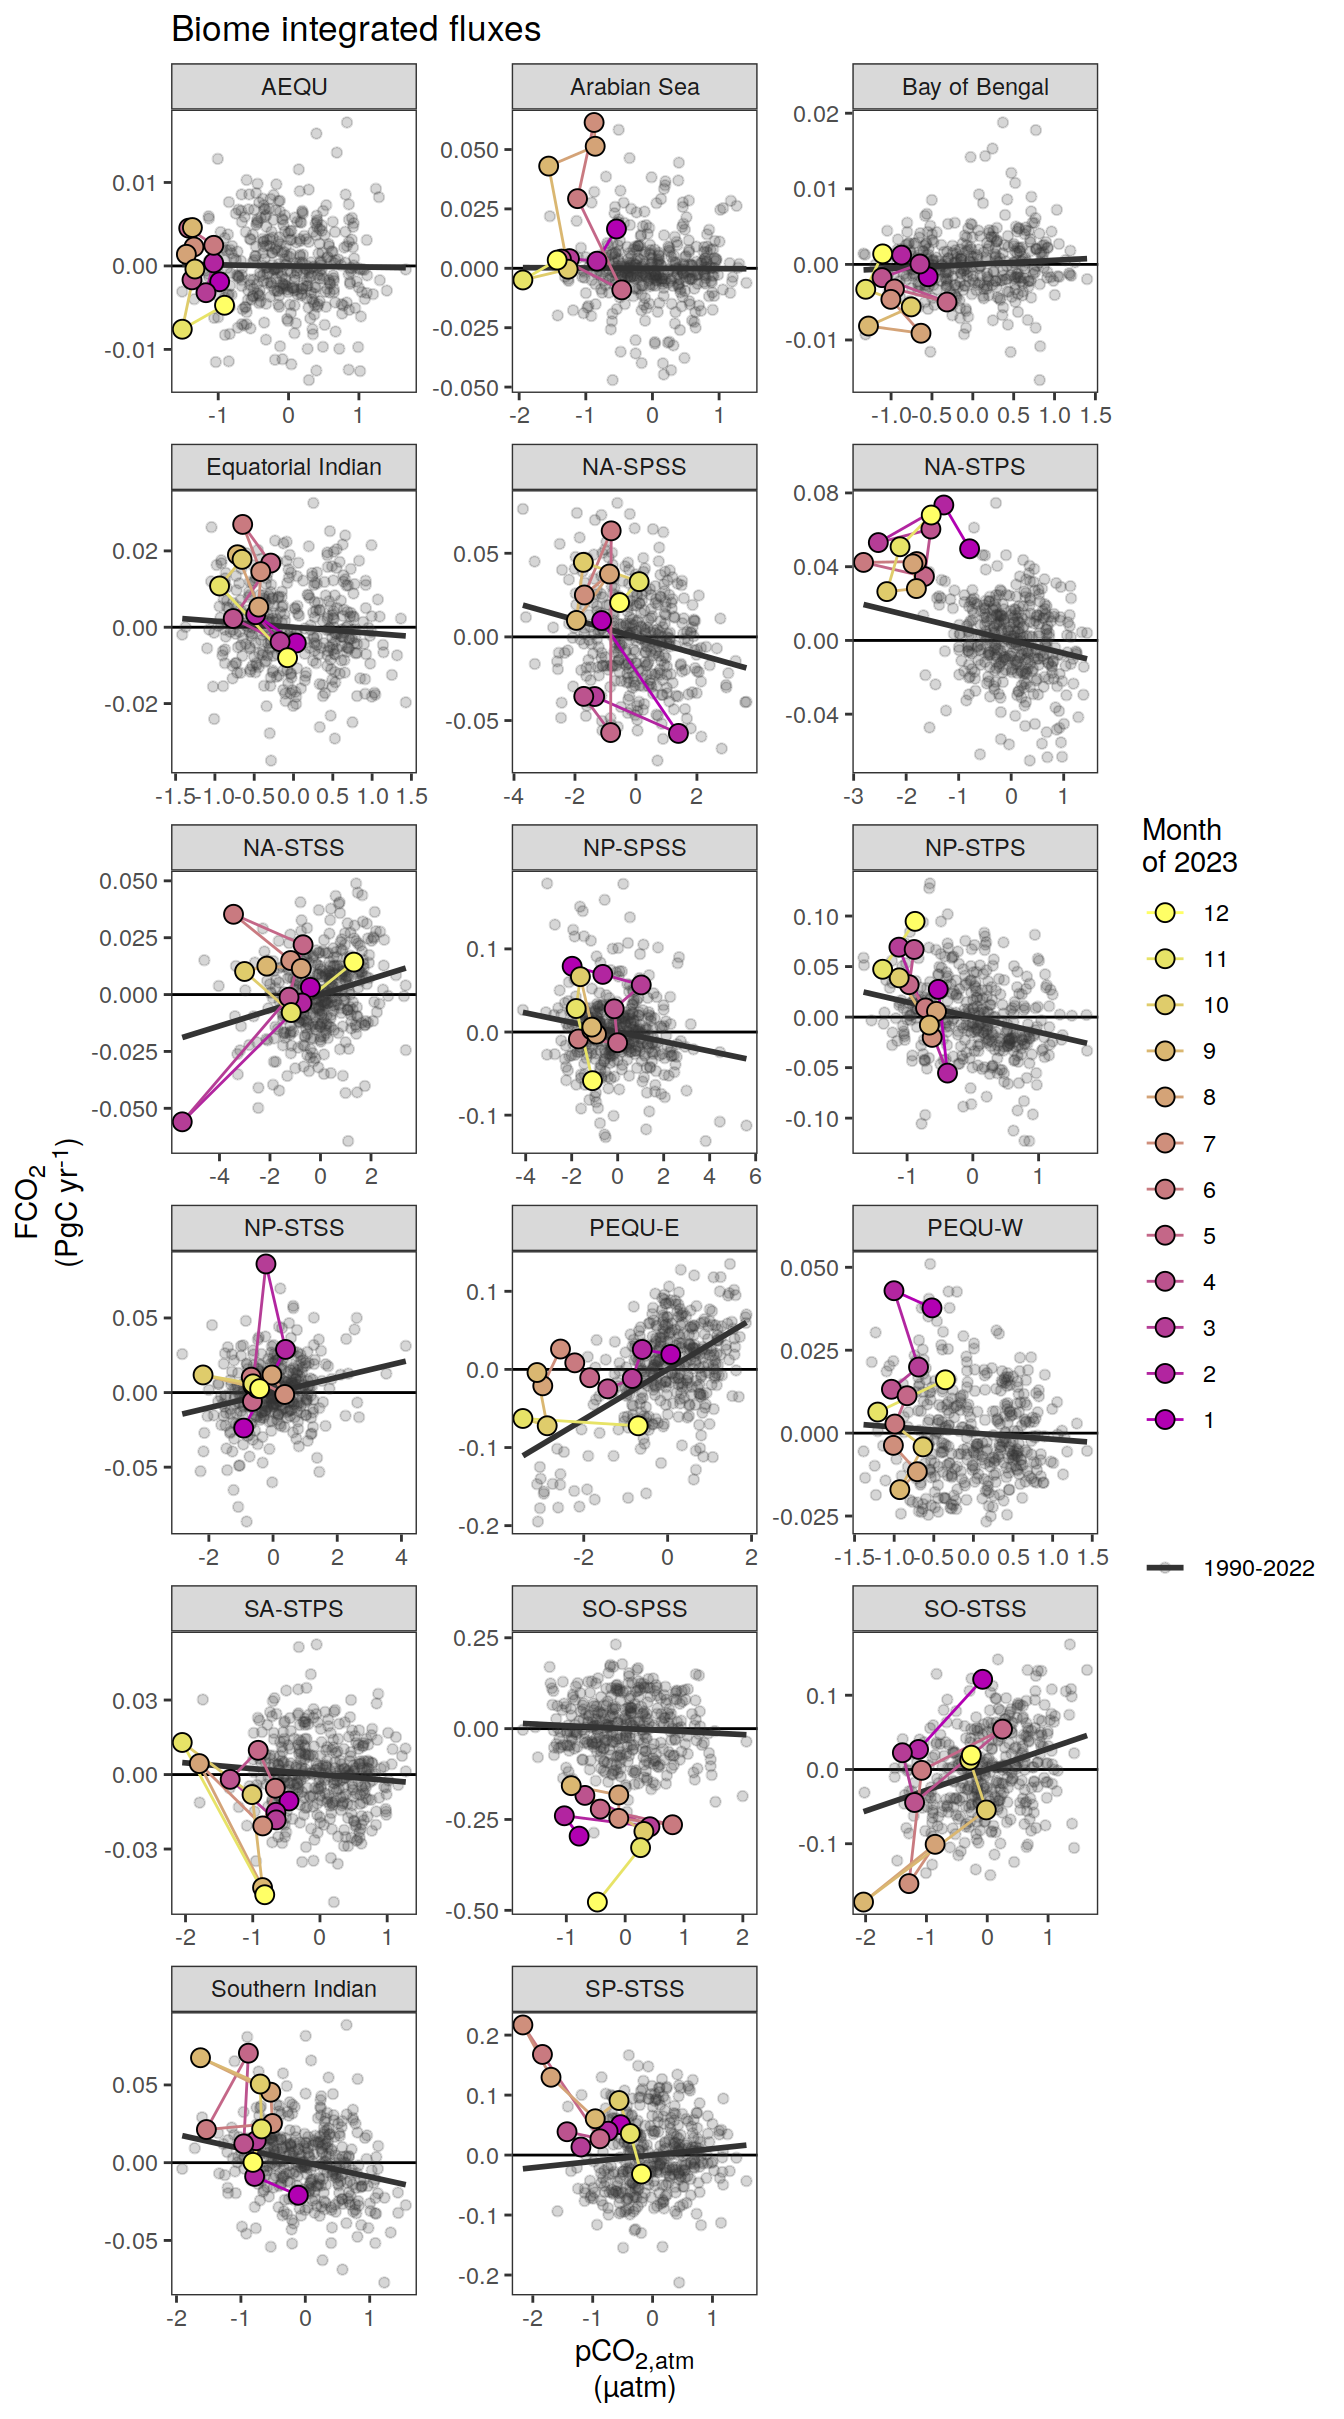 Biome integrated fluxes
AEQU
Arabian Sea
Bay of Bengal
0.01
0.00
-0.01
-1 0 1
0.050
0.025
0.000
-0.025
-0.050
-2 -1 0 1
0.02
0.01
0.00
-0.01
-1.0 -0.5 0.0 0.5 1.0 1.5
Equatorial Indian
NA-SPSS
NA-STPS
0.02
0.00
-0.02
-1.5 -1.0 -0.5 0.0 0.5 1.0 1.5
0.05
0.00
-0.05
-4 -2 0 2
0.08
0.04
0.00
-0.04
-3 -2 -1 0 1
NA-STSS
NP-SPSS
NP-STPS
0.050
0.025
0.000
-0.025
-0.050
-4 -2 0 2
0.1
0.0
-0.1
-4 -2 0 2 4 6
0.10
0.05
0.00
-0.05
-0.10
-1 0 1
NP-STSS
PEQU-E
PEQU-W
0.05
0.00
-0.05
-2 0 2 4
0.1
0.0
-0.1
-0.2
-2 0 2
0.050
0.025
0.000
-0.025
-1.5 -1.0 -0.5 0.0 0.5 1.0 1.5
SA-STPS
SO-SPSS
SO-STSS
0.03
0.00
-0.03
-2 -1 0 1
0.25
0.00
-0.25
-0.50
-1 0 1 2
0.1
0.0
-0.1
-2 -1 0 1
Southern Indian
SP-STSS
0.05
0.00
-0.05
-2 -1 0 1
0.2
0.1
0.0
-0.1
-0.2
-2 -1 0 1
FCO2
(PgC yr-1)
pCO2,atm
(µatm)
Month
of 2023
12
11
10
9
8
7
6
5
4
3
2
1
1990-2022